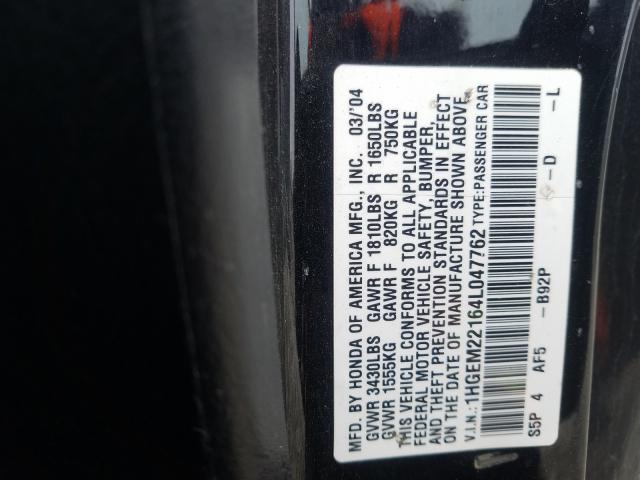 MFD. BY HONDA OF AMERICA MFG., INC. 03/'04
GVWR 3430LBS GAWR F 1810LBS R 1650LBS
GVWR 1555KG GAWR F 820KG R 750KG
THIS VEHICLE CONFORMS TO ALL APPLICABLE
FEDERAL MOTOR VEHICLE SAFETY, BUMPER,
AND THEFT PREVENTION STANDARDS IN EFFECT
ON THE DATE OF MANUFACTURE SHOWN ABOVE.
V.I.N.: 1HGEM22164L047762 TYPE:PASSENGER CAR
S5P 4 AF5 -B92P -D -L